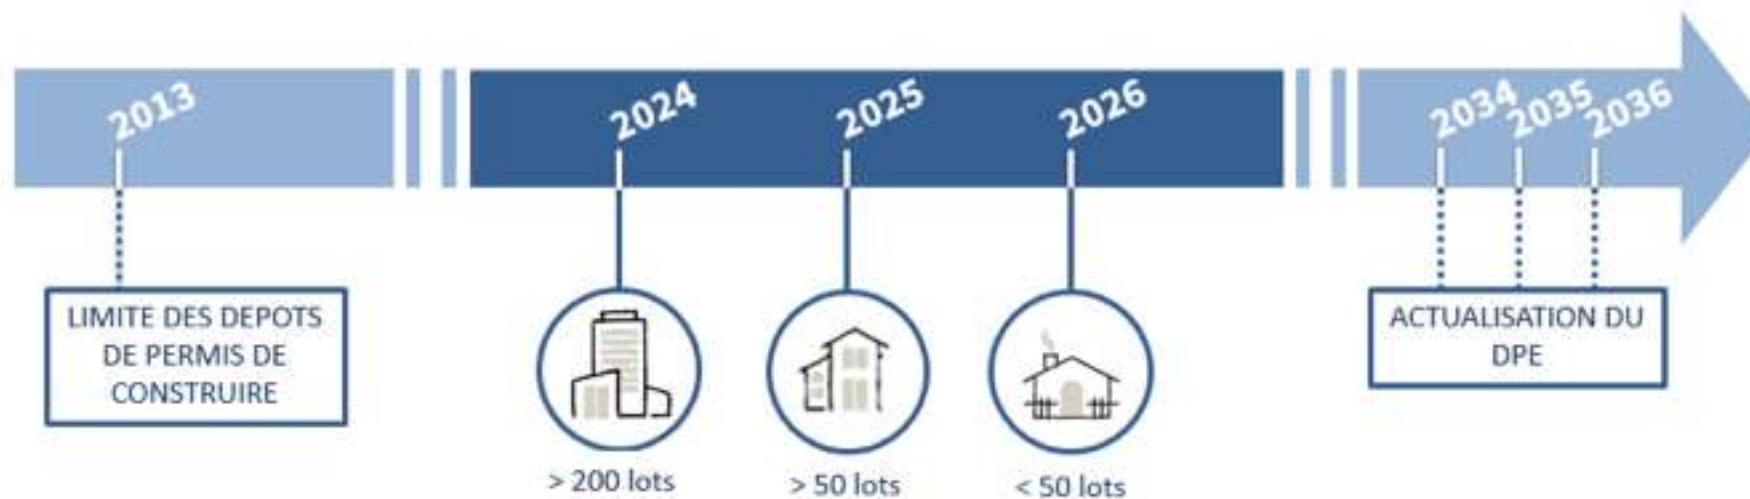 2013
2024
2025
2026
2034
2035
2036
LIMITE DES DEPOTS
DE PERMIS DE
CONSTRUIRE
ACTUALISATION DU
DPE
> 200 lots
> 50 lots
< 50 lots